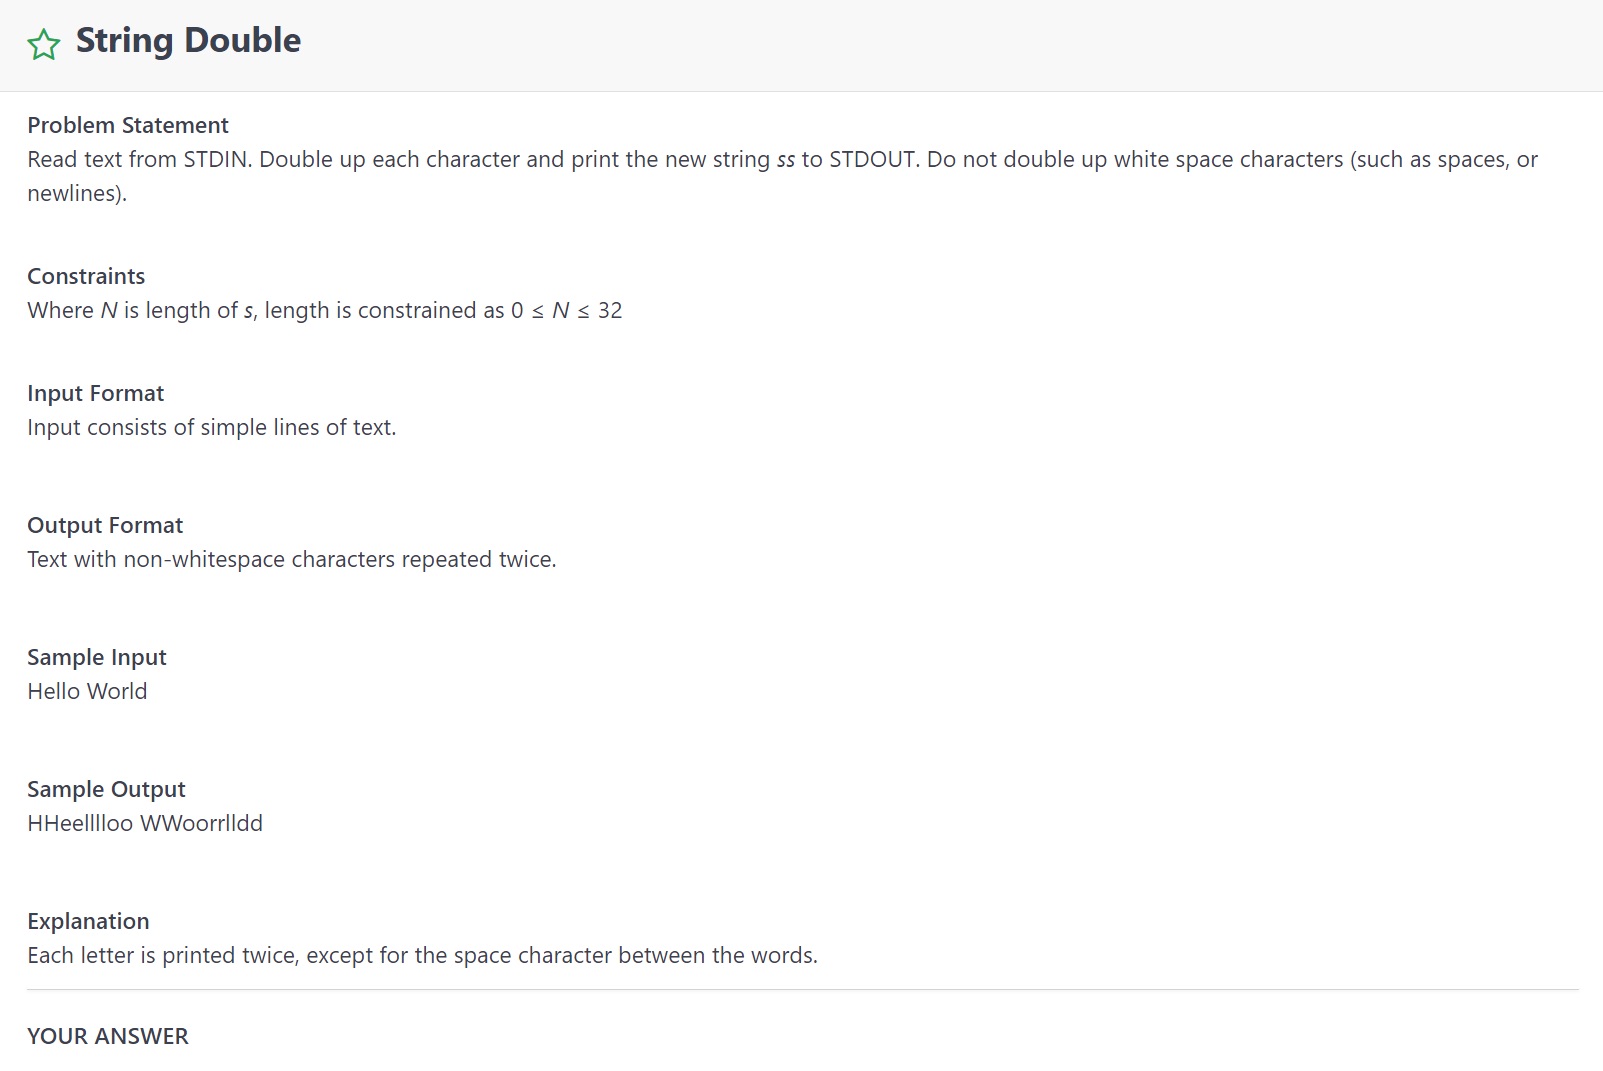 String Double
Problem Statement
Read text from STDIN. Double up each character and print the new string ss to STDOUT. Do not double up white space characters (such as spaces, or
newlines).
Constraints
Where N is length of s, length is constrained as 0 ≤ N ≤ 32
Input Format
Input consists of simple lines of text.
Output Format
Text with non-whitespace characters repeated twice.
Sample Input
Hello World
Sample Output
HHeelllloo WWoorrlldd
Explanation
Each letter is printed twice, except for the space character between the words.
YOUR ANSWER